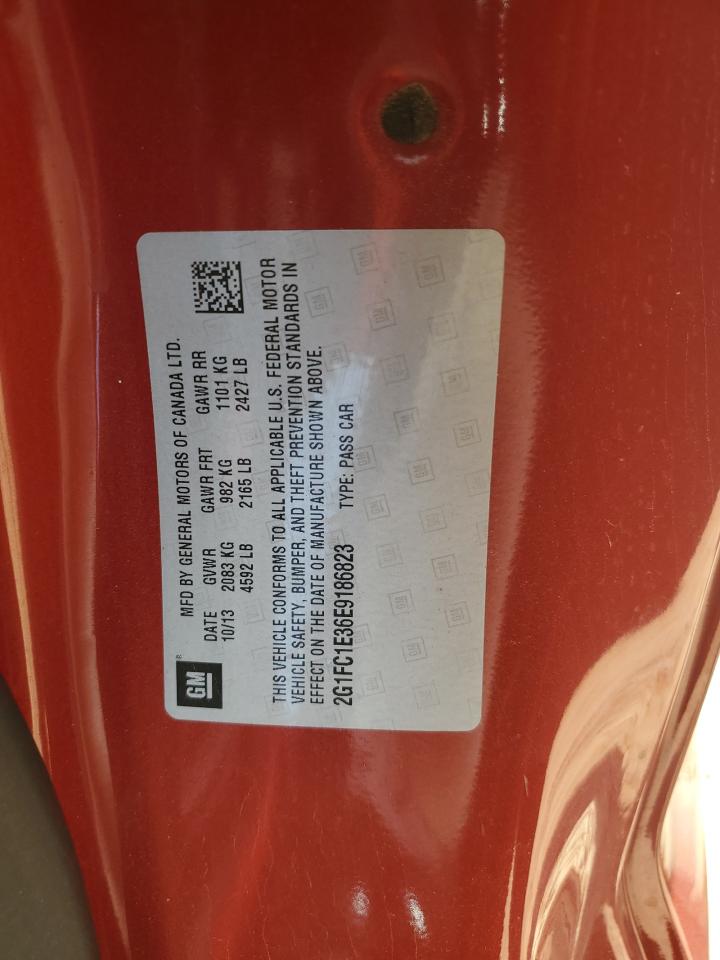 MFD BY GENERAL MOTORS OF CANADA LTD.
DATE GVWR GAWR FRT GAWR RR
10/13 2083 KG 982 KG 1101 KG
4592 LB 2165 LB 2427 LB
GM®
THIS VEHICLE CONFORMS TO ALL APPLICABLE U.S. FEDERAL MOTOR
VEHICLE SAFETY, BUMPER, AND THEFT PREVENTION STANDARDS IN
EFFECT ON THE DATE OF MANUFACTURE SHOWN ABOVE.
2G1FC1E36E9186823 TYPE: PASS CAR